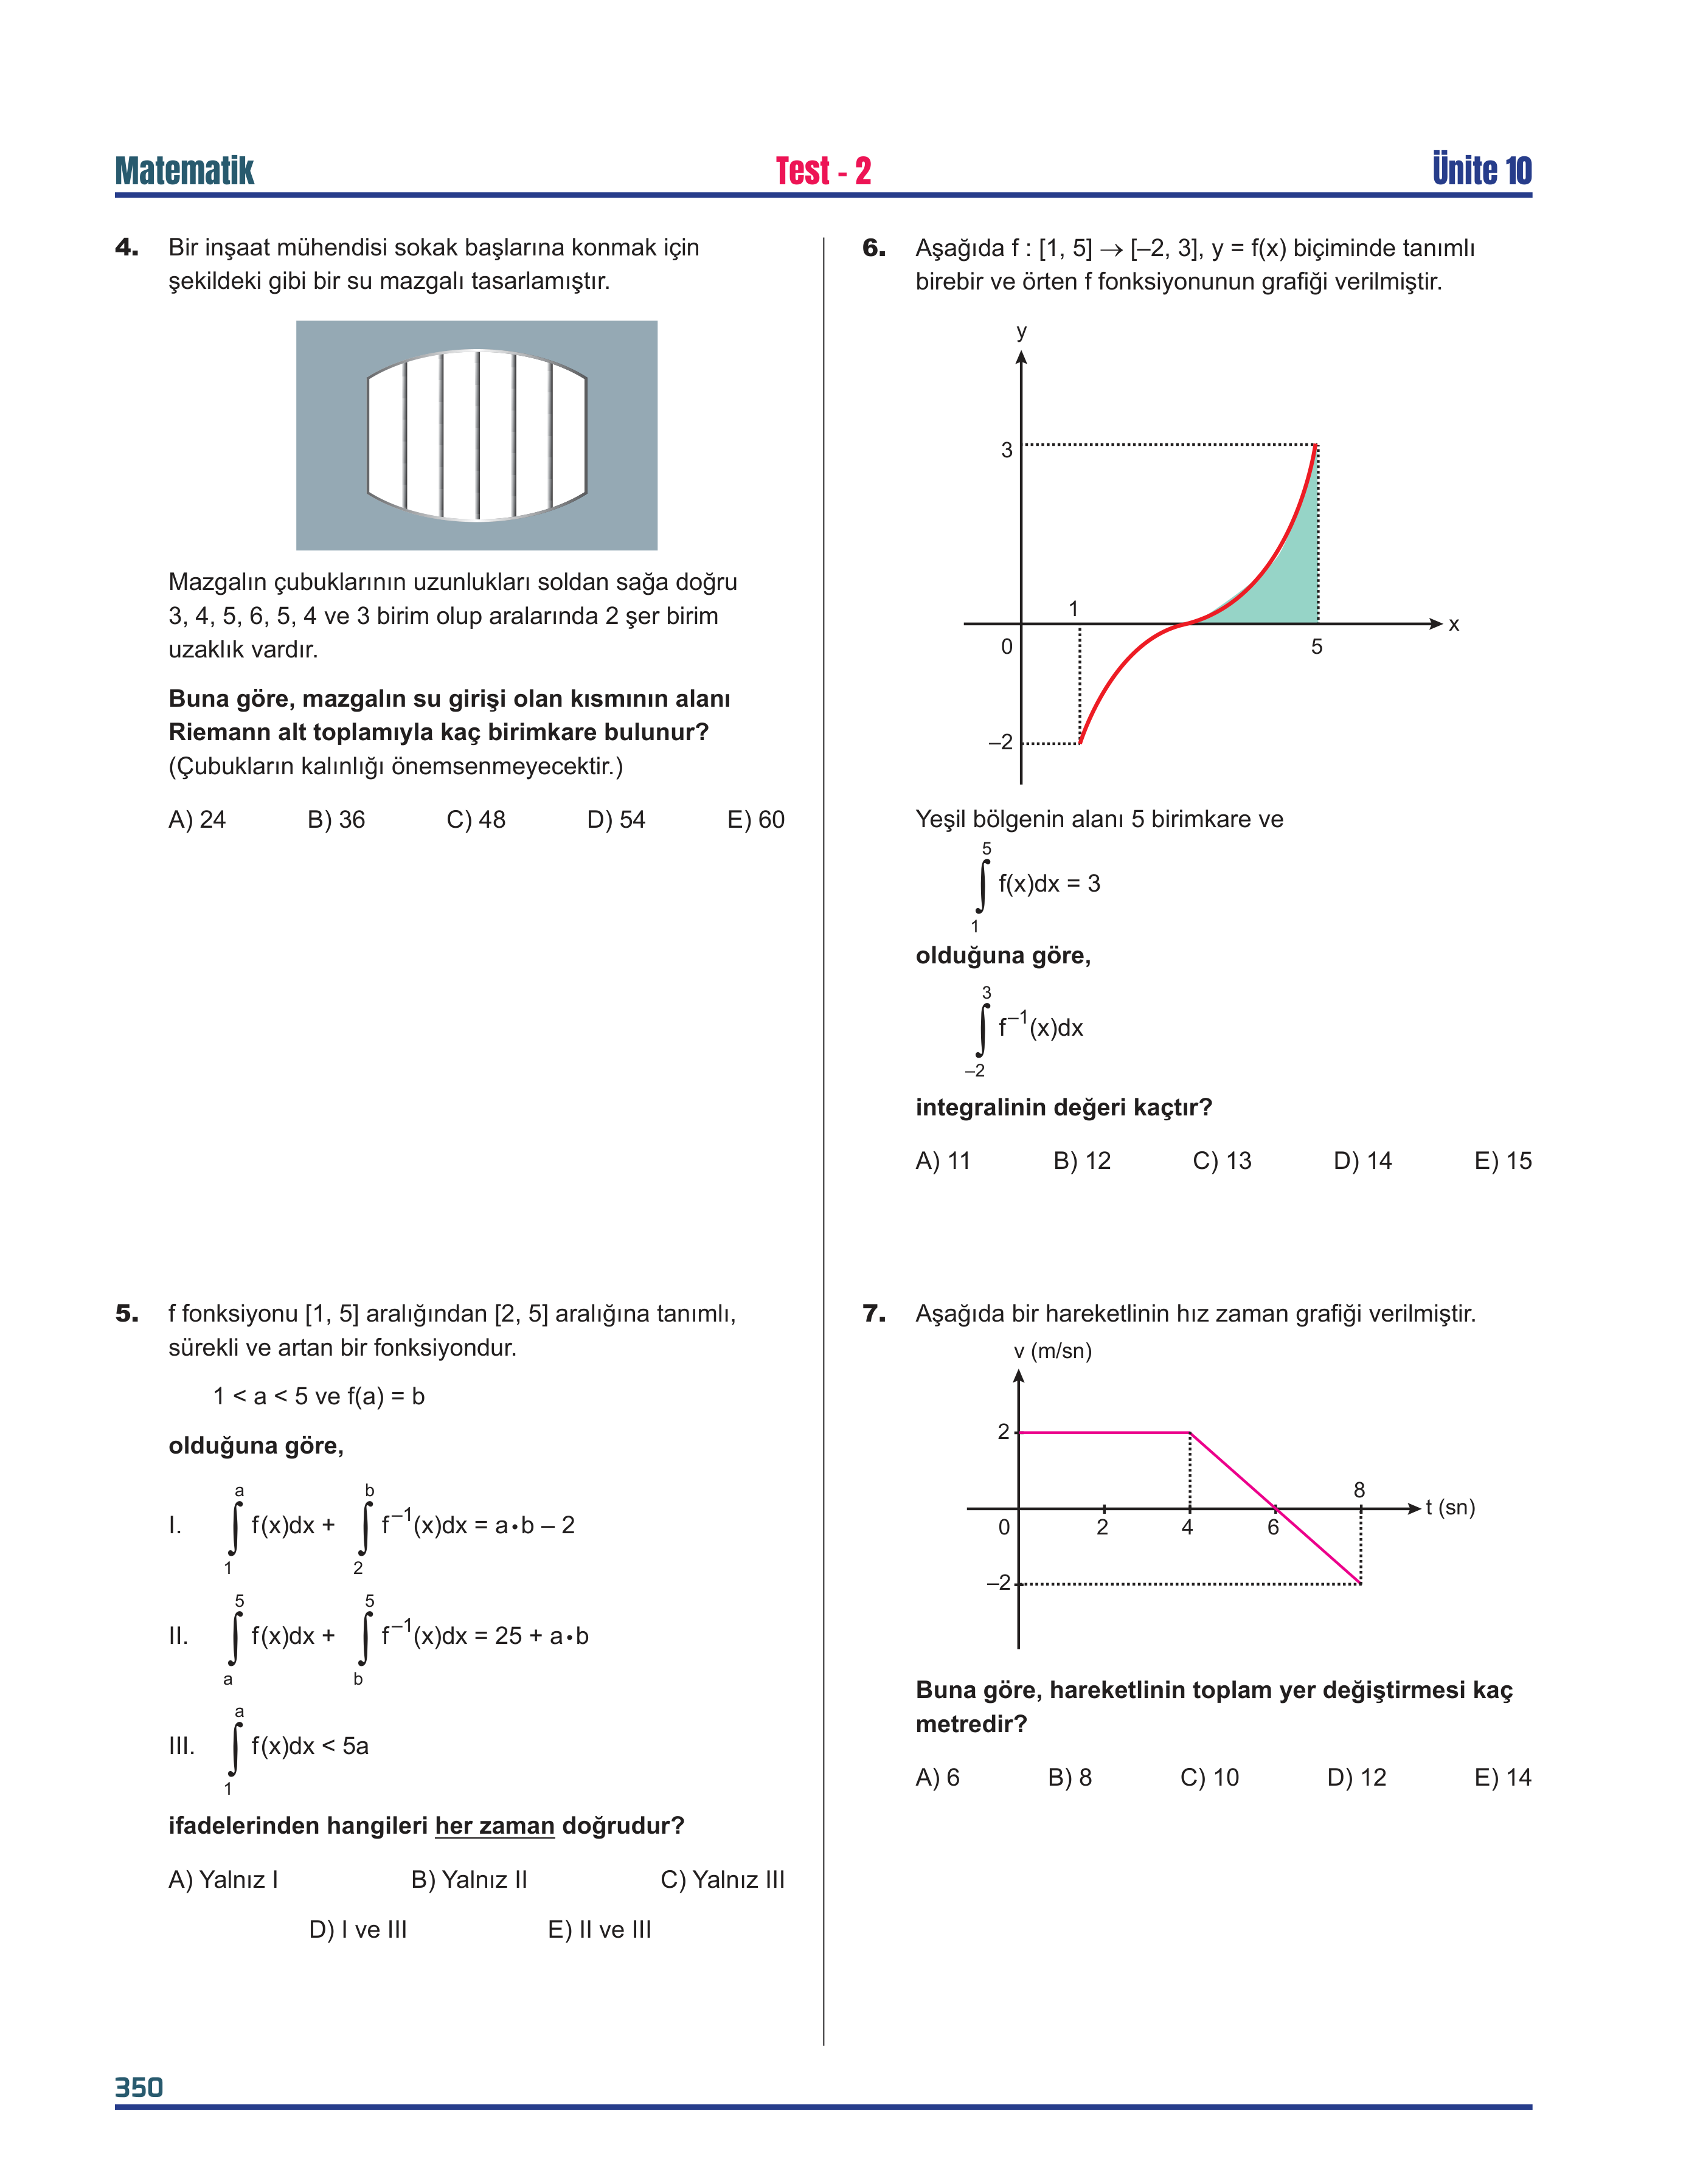 Matematik
Test - 2
Ünite 10
4. Bir inşaat mühendisi sokak başlarına konmak için
şekildeki gibi bir su mazgalı tasarlamıştır.
Mazgalın çubuklarının uzunlukları soldan sağa doğru
3, 4, 5, 6, 5, 4 ve 3 birim olup aralarında 2 şer birim
uzaklık vardır.
Buna göre, mazgalın su girişi olan kısmının alanı
Riemann alt toplamıyla kaç birimkare bulunur?
(Çubukların kalınlığı önemsenmeyecektir.)
A) 24 B) 36 C) 48 D) 54 E) 60
5. f fonksiyonu [1, 5] aralığından [2, 5] aralığına tanımlı,
sürekli ve artan bir fonksiyondur.
1 < a < 5 ve f(a) = b
olduğuna göre,
a b
I. ∫ f(x)dx + ∫ f⁻¹(x)dx = a•b – 2
1 2
5 5
II. ∫ f(x)dx + ∫ f⁻¹(x)dx = 25 + a•b
a b
a
III. ∫ f(x)dx < 5a
1
ifadelerinden hangileri her zaman doğrudur?
A) Yalnız I B) Yalnız II C) Yalnız III
D) I ve III E) II ve III
6. Aşağıda f : [1, 5] → [–2, 3], y = f(x) biçiminde tanımlı
birebir ve örten f fonksiyonunun grafiği verilmiştir.
y
3
1
x
0
5
–2
Yeşil bölgenin alanı 5 birimkare ve
5
∫ f(x)dx = 3
1
olduğuna göre,
3
∫ f⁻¹(x)dx
–2
integralinin değeri kaçtır?
A) 11 B) 12 C) 13 D) 14 E) 15
7. Aşağıda bir hareketlinin hız zaman grafiği verilmiştir.
v (m/sn)
2
8
t (sn)
0 2 4 6
–2
Buna göre, hareketlinin toplam yer değiştirmesi kaç
metredir?
A) 6 B) 8 C) 10 D) 12 E) 14
350